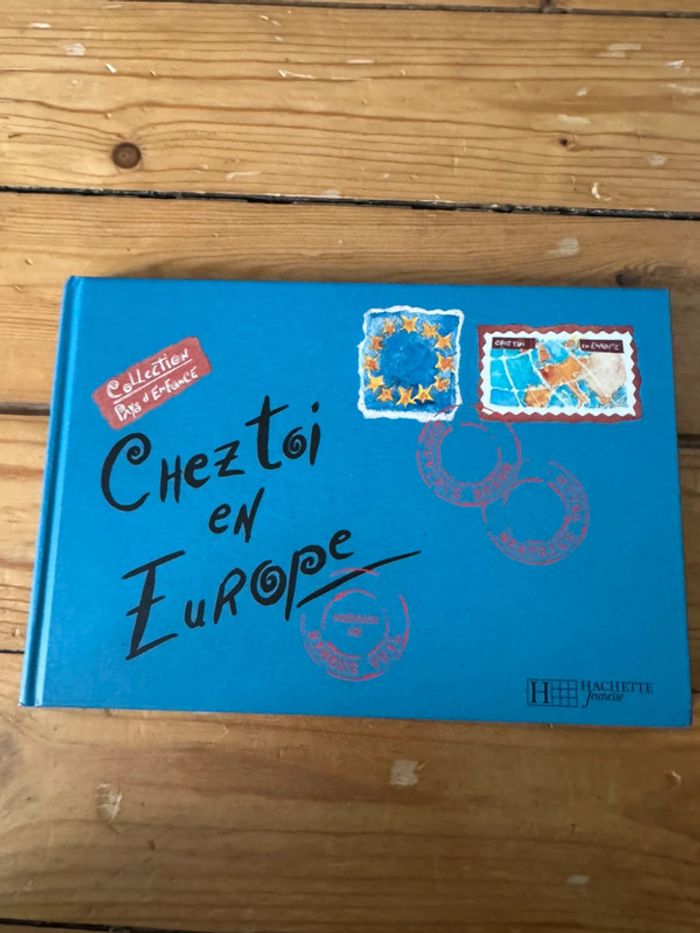 Collection
Pays d'Enfance
Chez toi
en
Europe
CHEZ TOI
EN EUROPE
H HACHETTE
Jeunesse